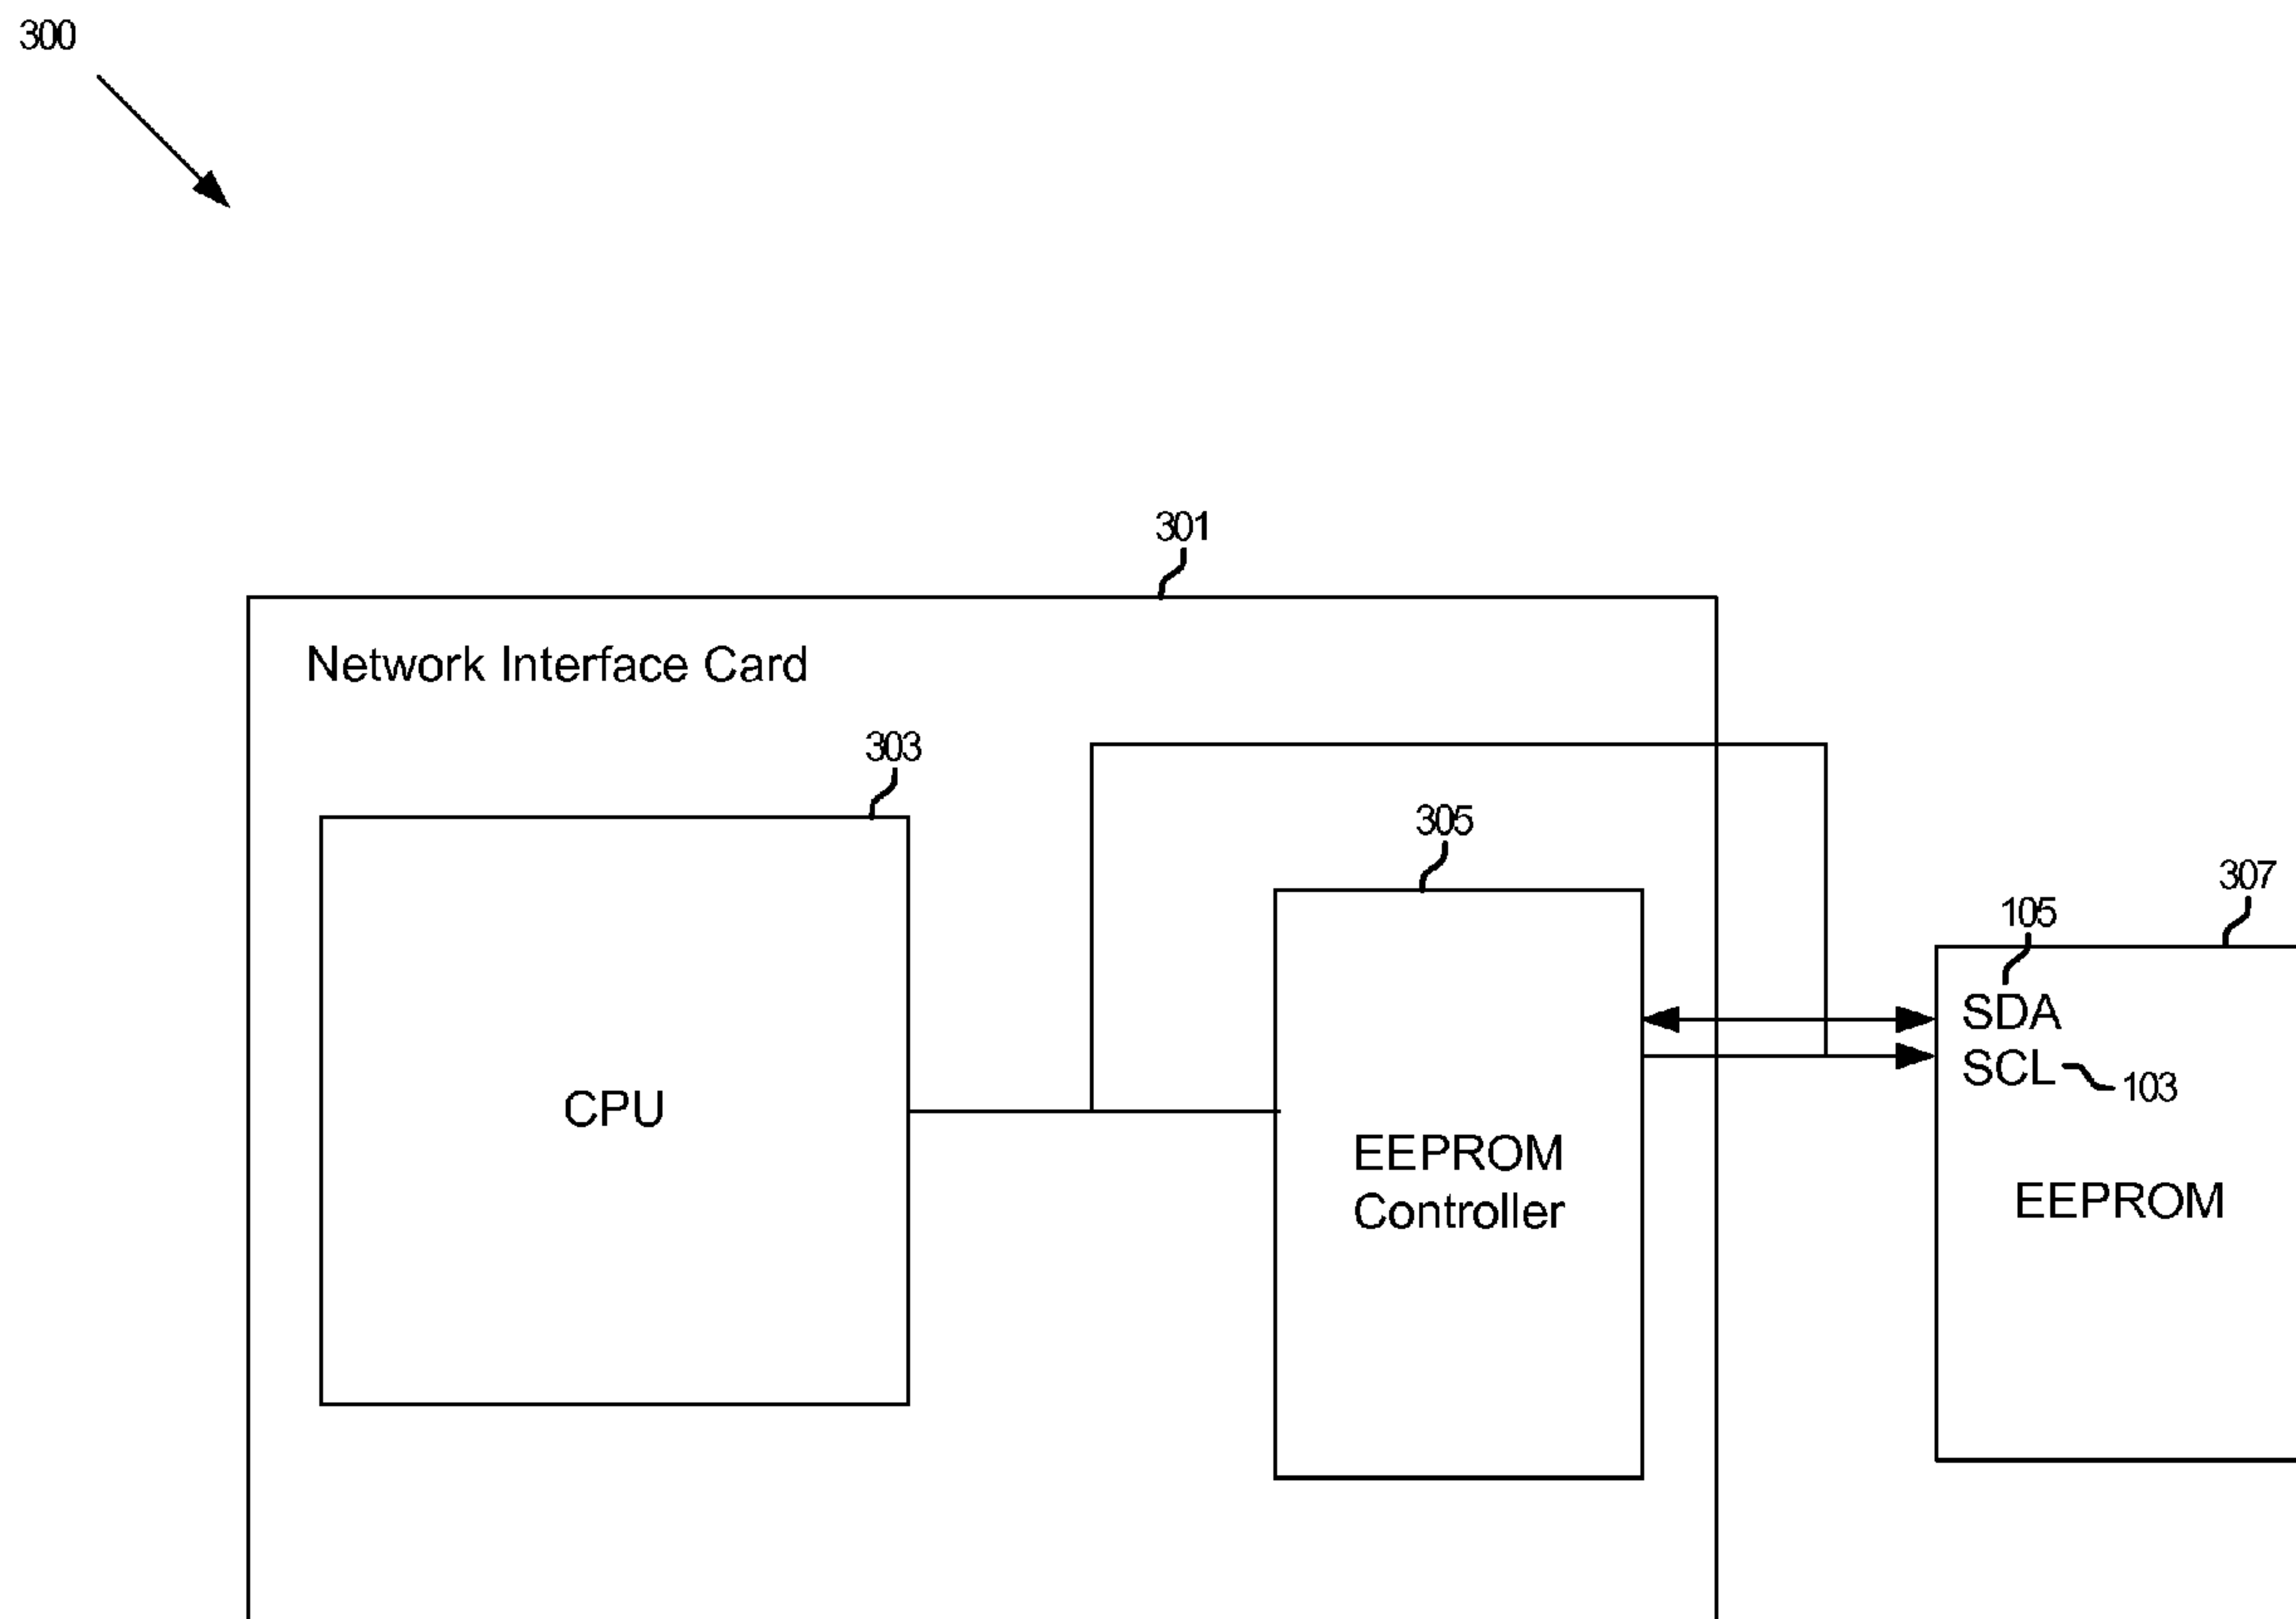 300
301
Network Interface Card
303
305
307
105
SDA
SCL
103
CPU
EEPROM
Controller
EEPROM